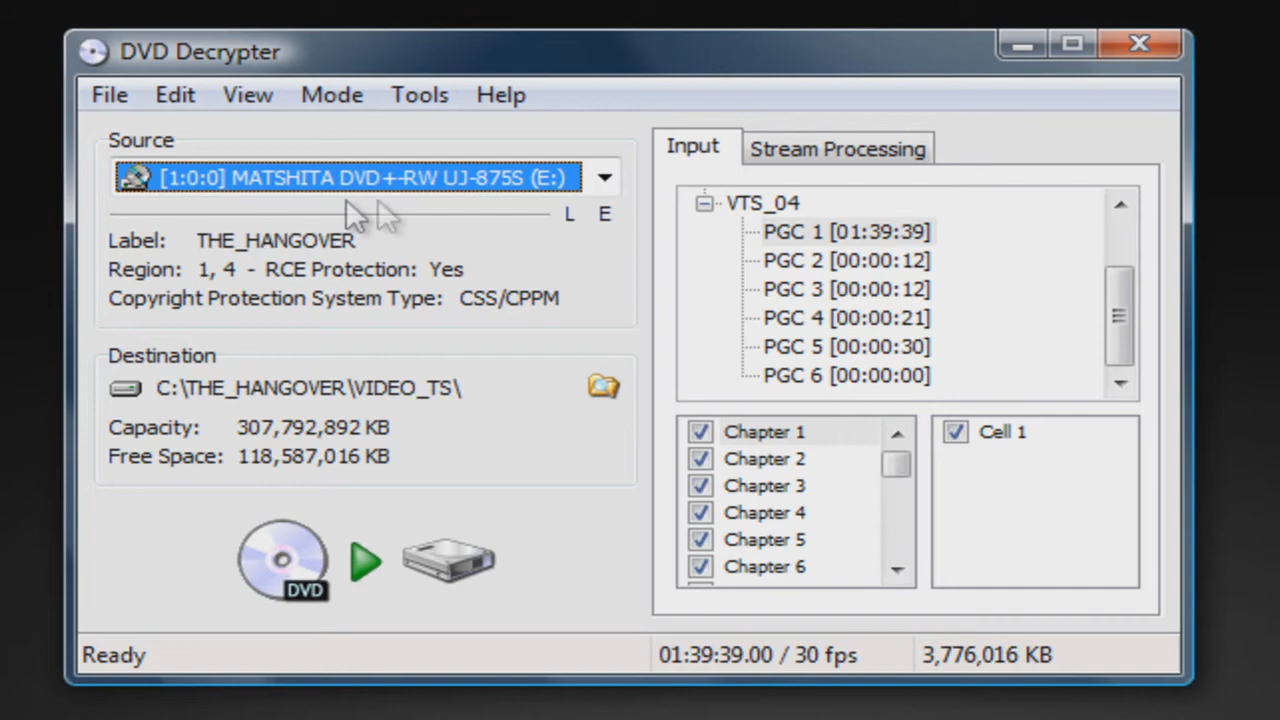 DVD Decrypter
File Edit View Mode Tools Help
Source
[1:0:0] MATSHITA DVD+-RW UJ-875S (E:)
L E
Label: THE_HANGOVER
Region: 1, 4 - RCE Protection: Yes
Copyright Protection System Type: CSS/CPPM
Destination
C:\THE_HANGOVER\VIDEO_TS\
Capacity: 307,792,892 KB
Free Space: 118,587,016 KB
DVD
Input Stream Processing
VTS_04
PGC 1 [01:39:39]
PGC 2 [00:00:12]
PGC 3 [00:00:12]
PGC 4 [00:00:21]
PGC 5 [00:00:30]
PGC 6 [00:00:00]
Chapter 1
Chapter 2
Chapter 3
Chapter 4
Chapter 5
Chapter 6
Cell 1
Ready
01:39:39.00 / 30 fps
3,776,016 KB